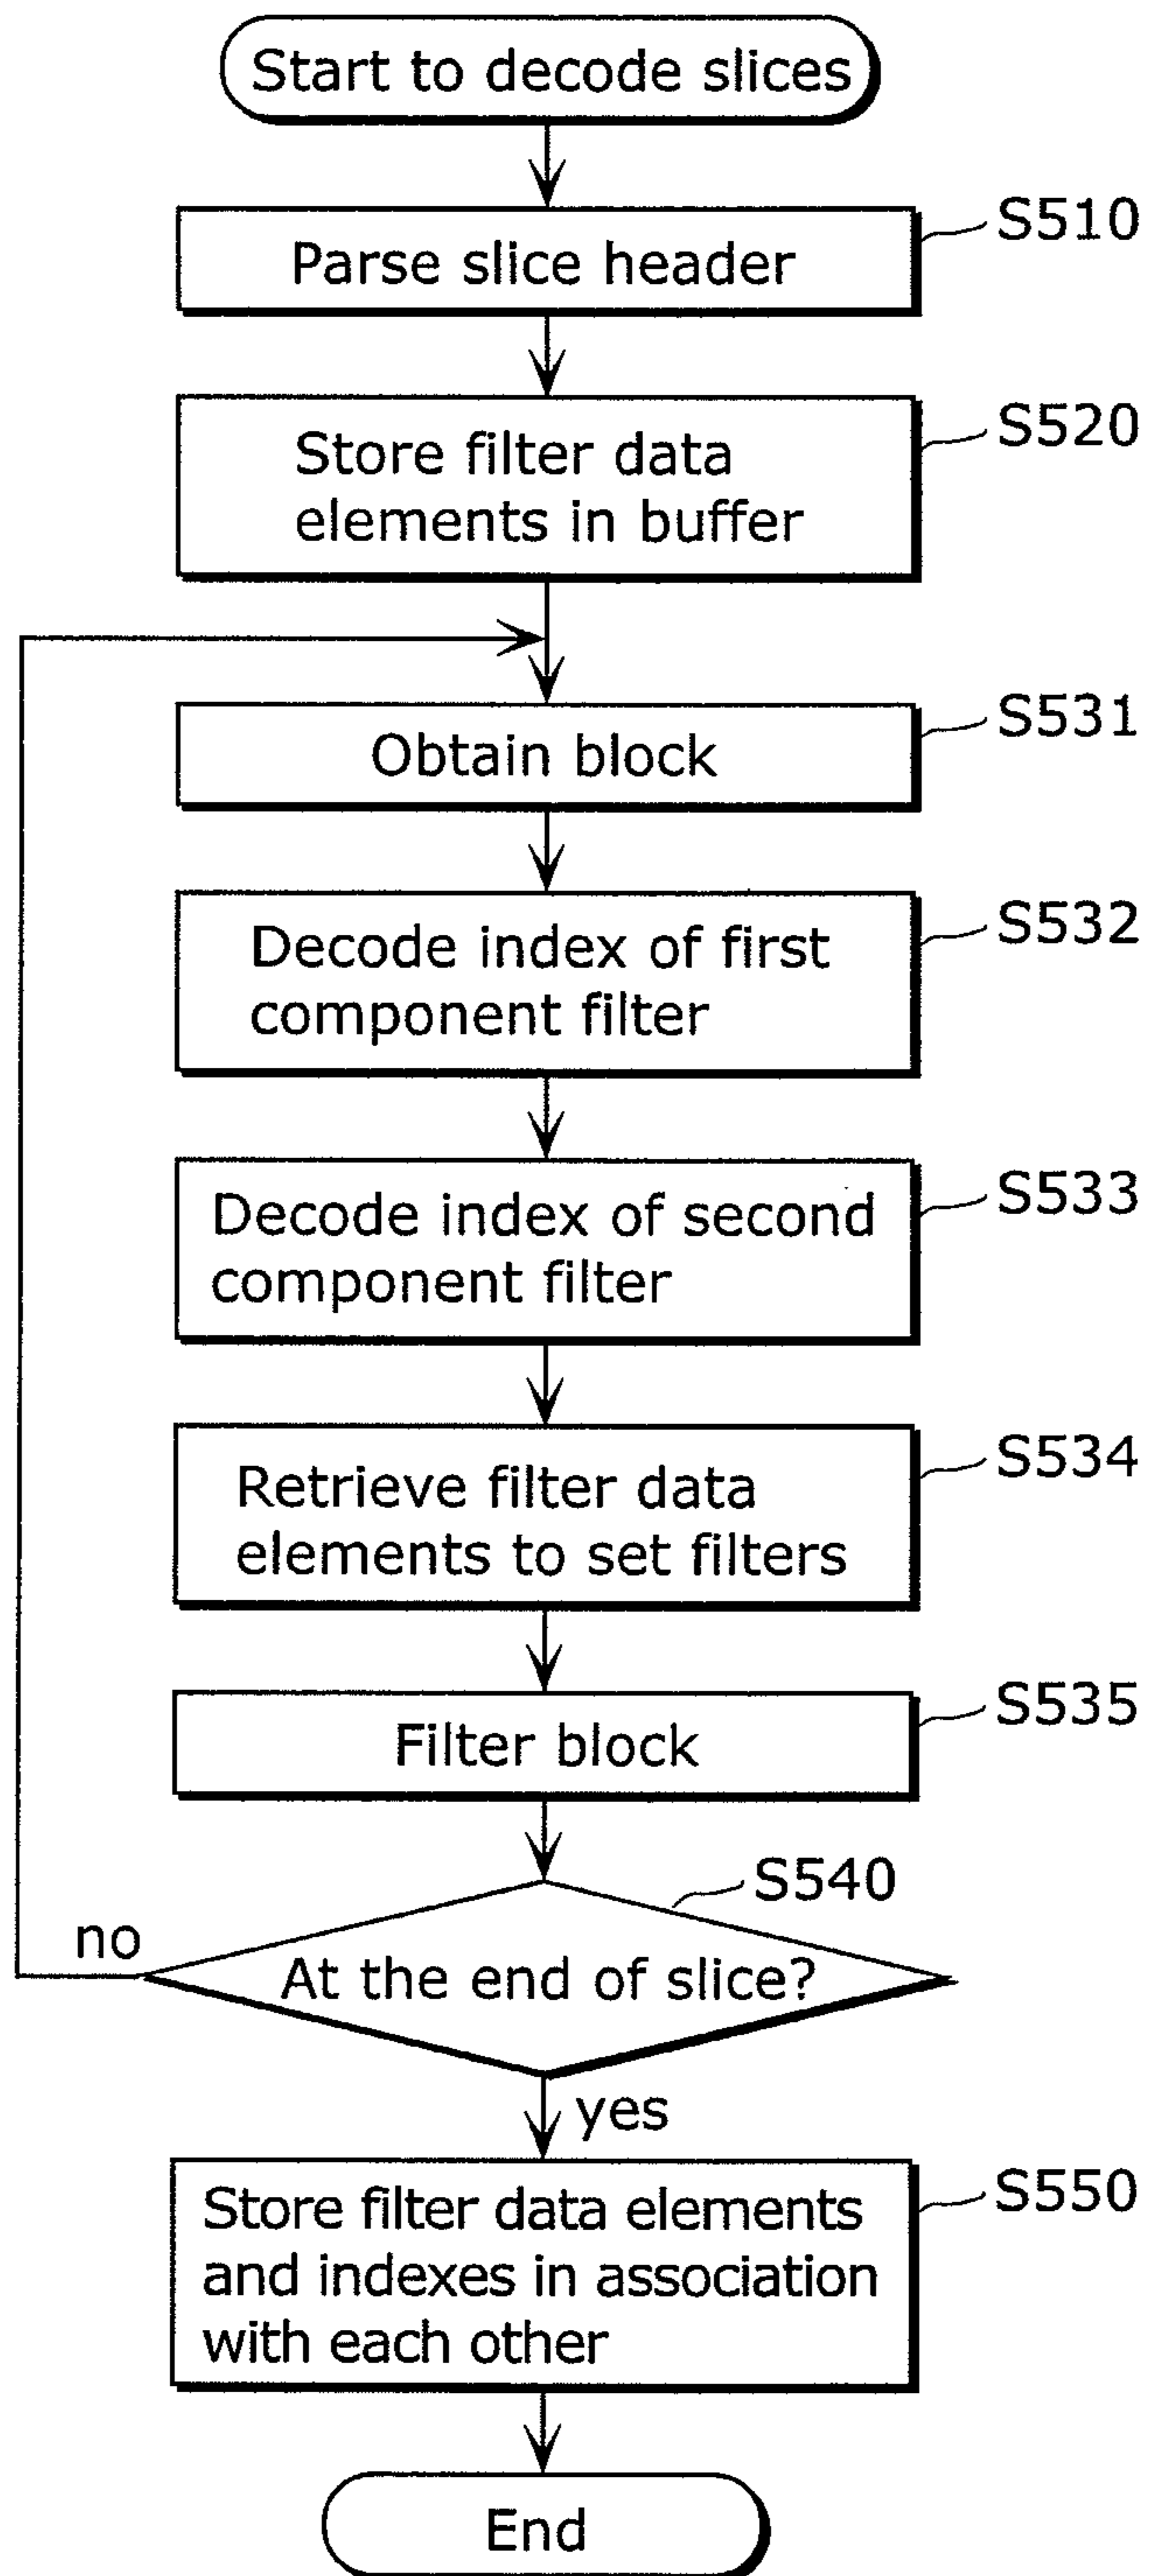 Start to decode slices
S510
Parse slice header
S520
Store filter data
elements in buffer
S531
Obtain block
S532
Decode index of first
component filter
S533
Decode index of second
component filter
S534
Retrieve filter data
elements to set filters
S535
Filter block
S540
no
At the end of slice?
yes
S550
Store filter data elements
and indexes in association
with each other
End